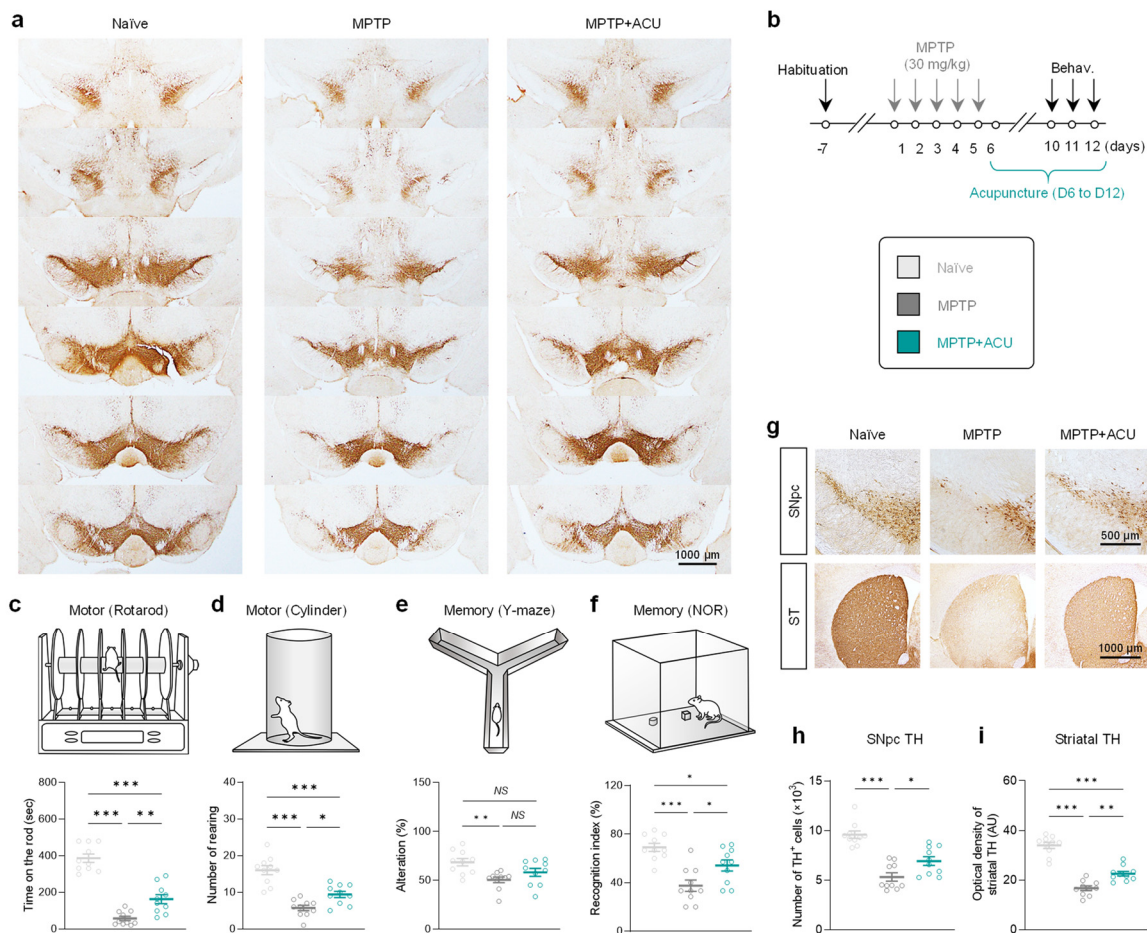 a
Naïve
MPTP
MPTP+ACU
1000 µm
b
Habituation
MPTP
(30 mg/kg)
Behav.
-7
1
2
3
4
5
6
10
11
12
(days)
Acupuncture (D6 to D12)
Naïve
MPTP
MPTP+ACU
c
Motor (Rotarod)
Time on the rod (sec)
800
600
400
200
0
***
***
**
d
Motor (Cylinder)
Number of rearing
40
30
20
10
0
***
***
*
e
Memory (Y-maze)
Alteration (%)
150
100
50
0
NS
**
NS
f
Memory (NOR)
Recognition index (%)
120
80
40
0
*
***
*
g
Naïve
MPTP
MPTP+ACU
SNpc
500 µm
ST
1000 µm
h
SNpc TH
Number of TH⁺ cells (×10³)
15
10
5
0
***
*
i
Striatal TH
Optical density of
striatal TH (AU)
60
40
20
0
***
***
**